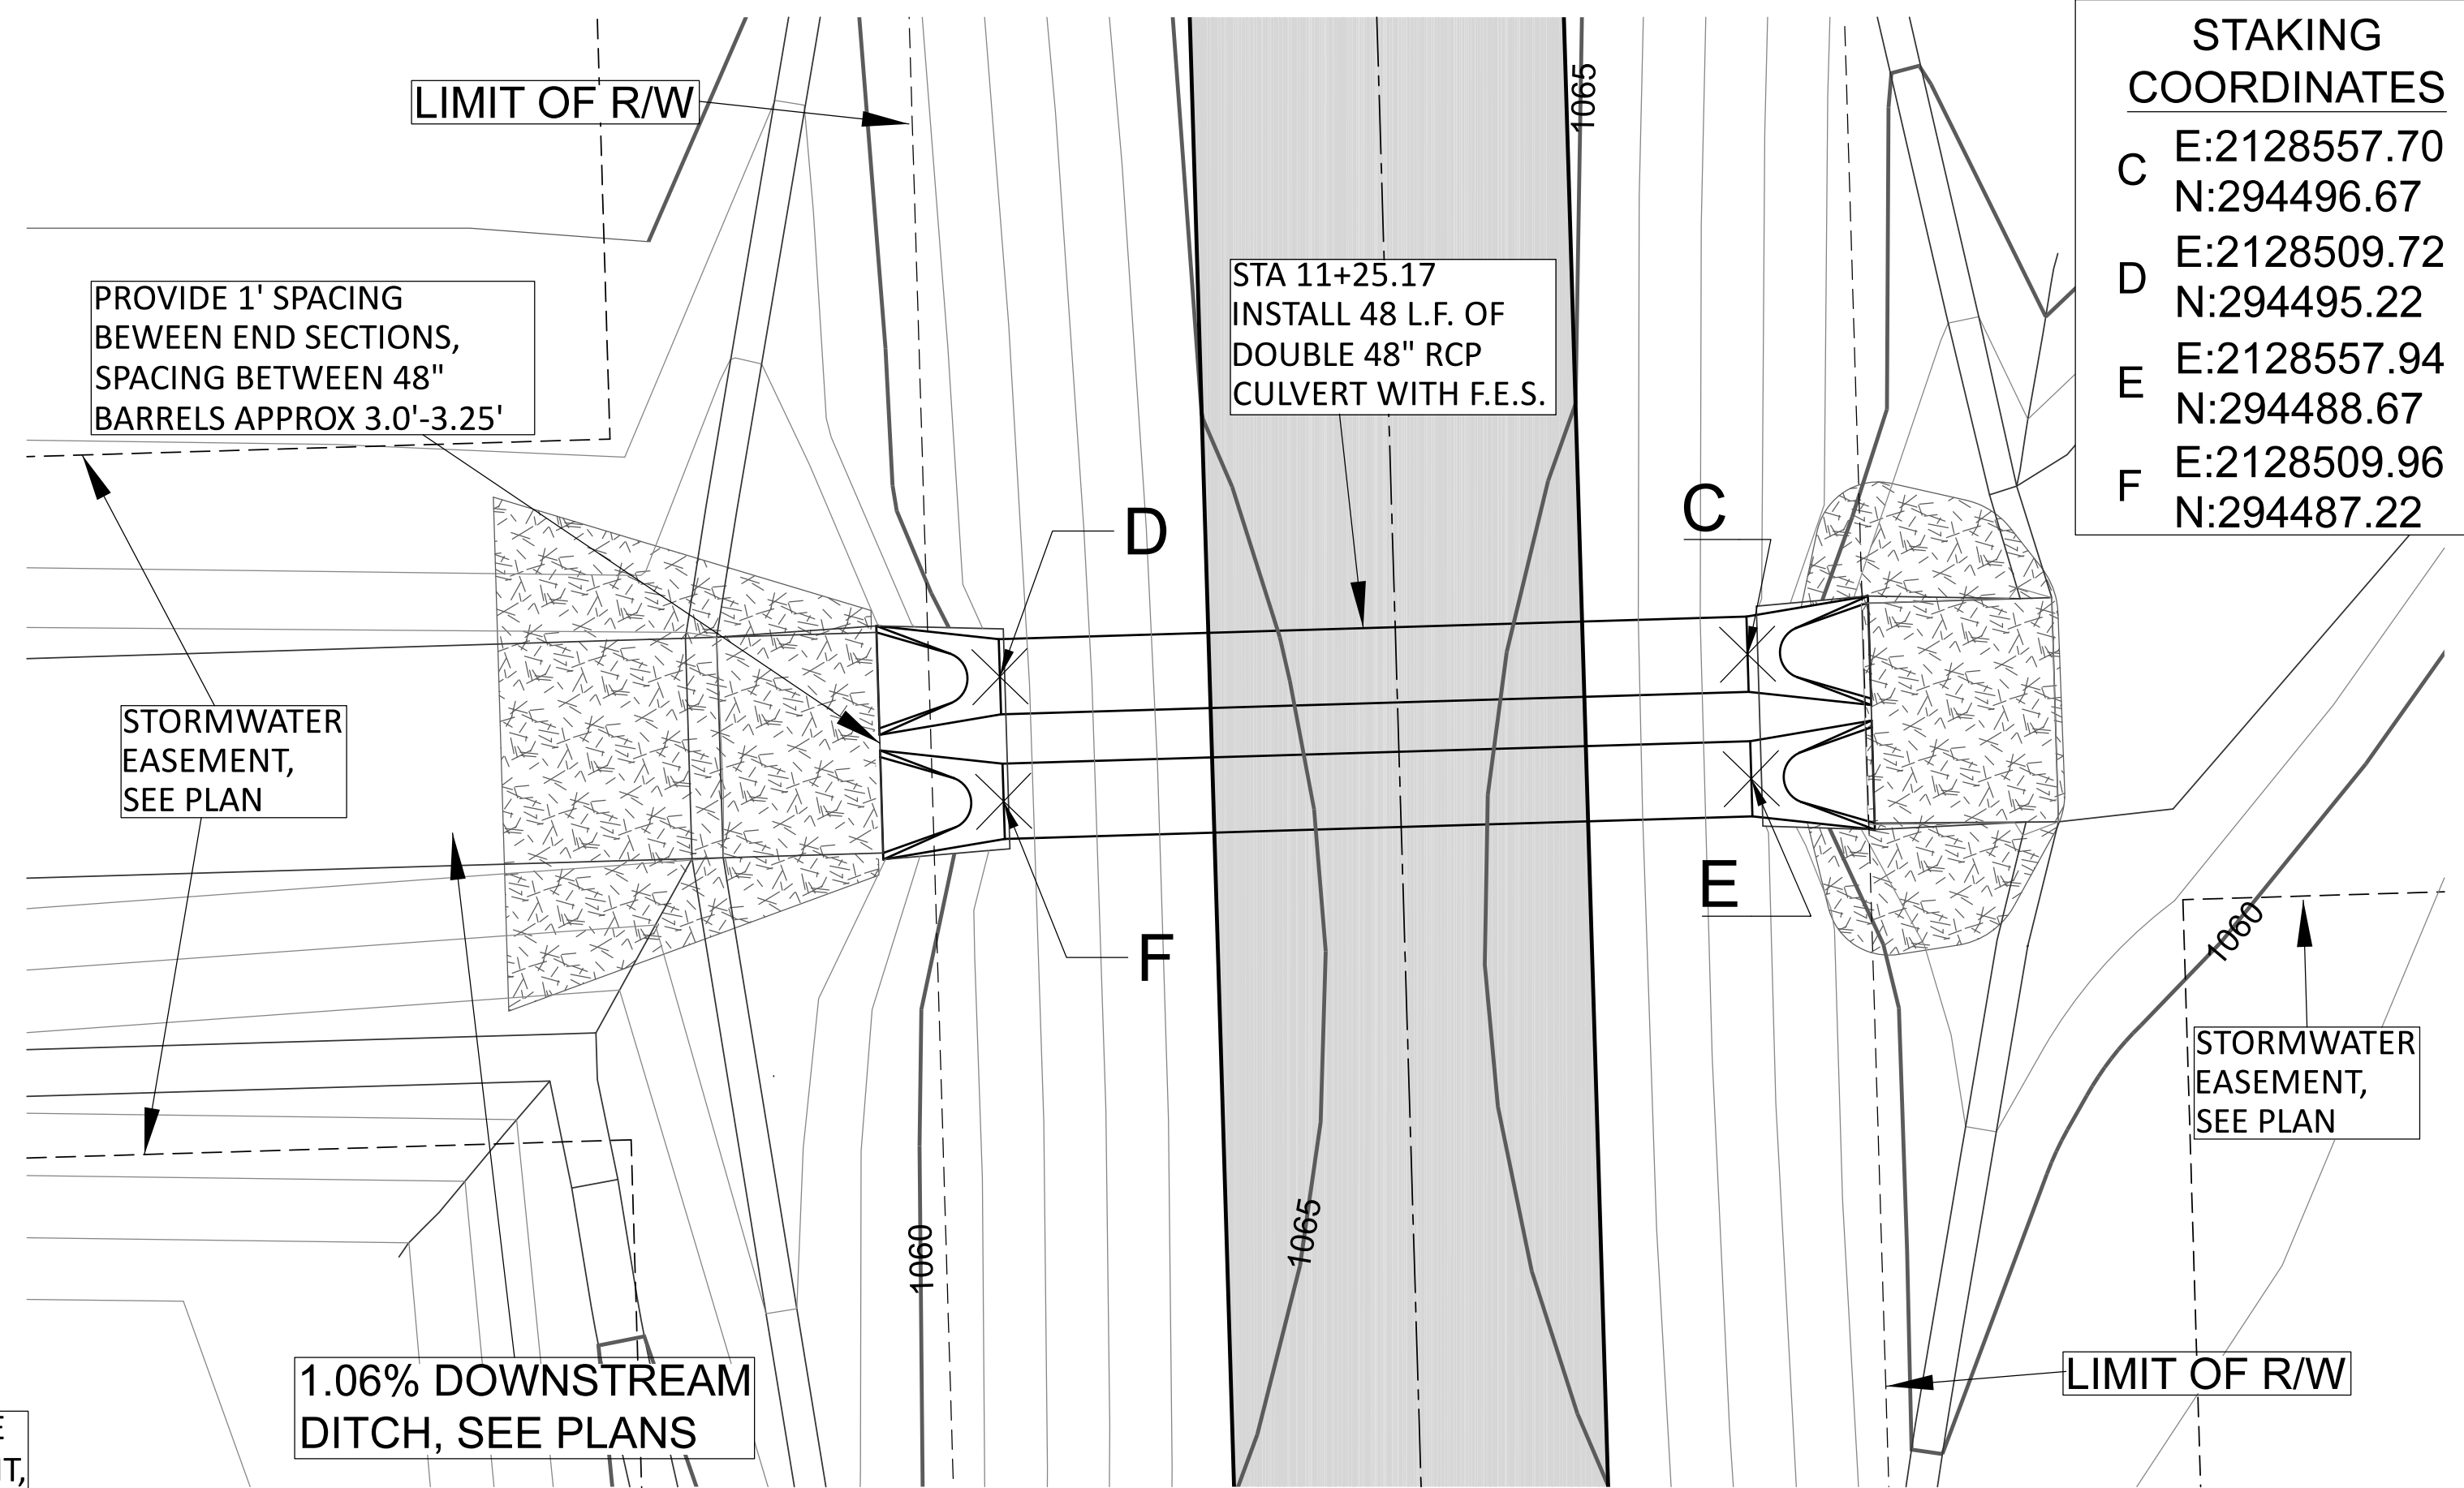 LIMIT OF R/W
1065
STAKING
COORDINATES
C
E:2128557.70
N:294496.67
D
E:2128509.72
N:294495.22
E
E:2128557.94
N:294488.67
F
E:2128509.96
N:294487.22
PROVIDE 1' SPACING
BEWEEN END SECTIONS,
SPACING BETWEEN 48"
BARRELS APPROX 3.0'-3.25'
STA 11+25.17
INSTALL 48 L.F. OF
DOUBLE 48" RCP
CULVERT WITH F.E.S.
D
C
STORMWATER
EASEMENT,
SEE PLAN
E
F
1060
STORMWATER
EASEMENT,
SEE PLAN
1060
1065
1.06% DOWNSTREAM
DITCH, SEE PLANS
LIMIT OF R/W